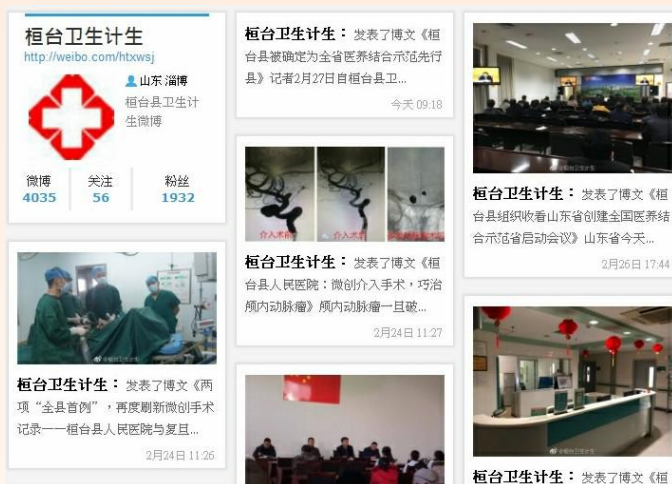 桓台卫生计生
http://weibo.com/htxwsj
山东 淄博
桓台县卫生计
生微博
微博 关注 粉丝
4035 56 1932
桓台卫生计生：发表了博文《两
项“全县首例”，再度刷新微创手术
记录——桓台县人民医院与复旦...
2月24日 11:26
桓台卫生计生：发表了博文《桓
台县被确定为全省医养结合示范先行
县》记者2月27日自桓台县卫...
今天 09:18
介入术前
介入术
桓台卫生计生：发表了博文《桓
台县人民医院：微创介入手术，巧治
颅内动脉瘤》颅内动脉瘤一旦破...
2月24日 11:27
@桓台卫生计生
桓台卫生计生：发表了博文《桓
台县组织收看山东省创建全国医养结
合示范省启动会议》山东省今天...
2月26日 17:44
@桓台卫生计生
桓台卫生计生：发表了博文《桓